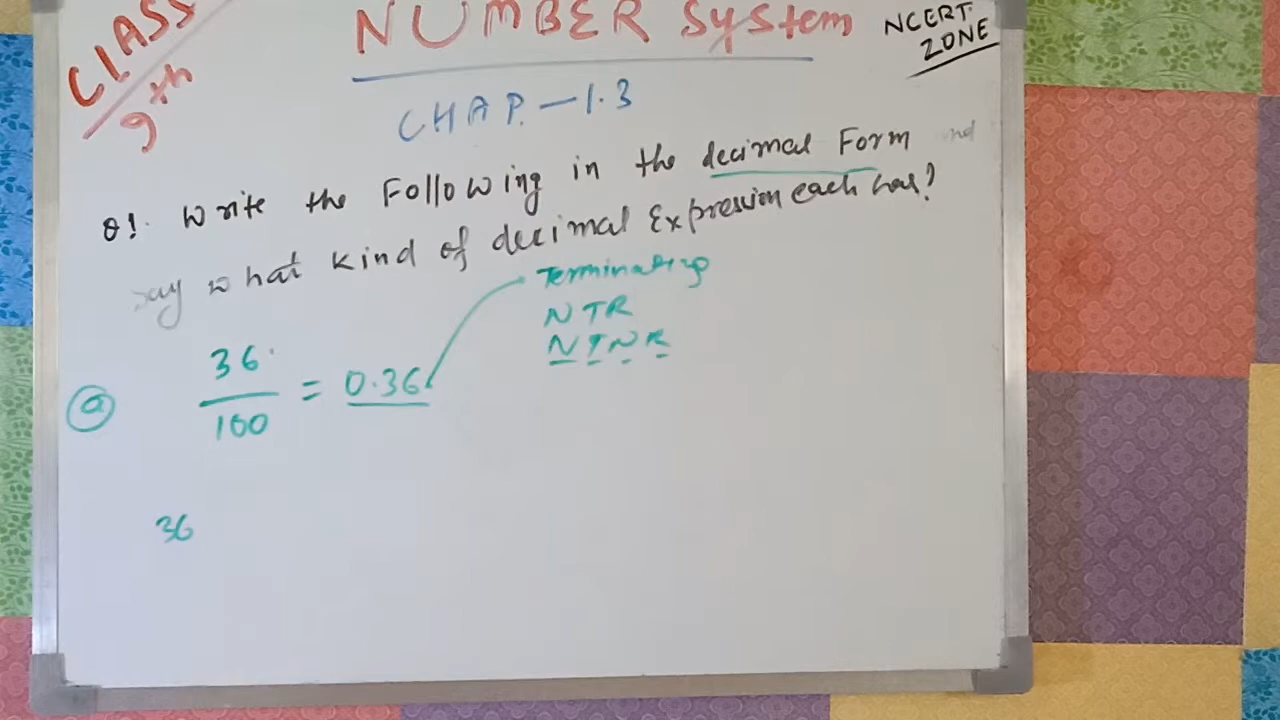 CLASS 9th
NUMBER System
NCERT ZONE
CHAP. - 1.3
Q1. Write the Following in the decimal Form and
say what kind of decimal Expression each has?
Terminating
NTR
NTNR
(a) 36/100 = 0.36
36